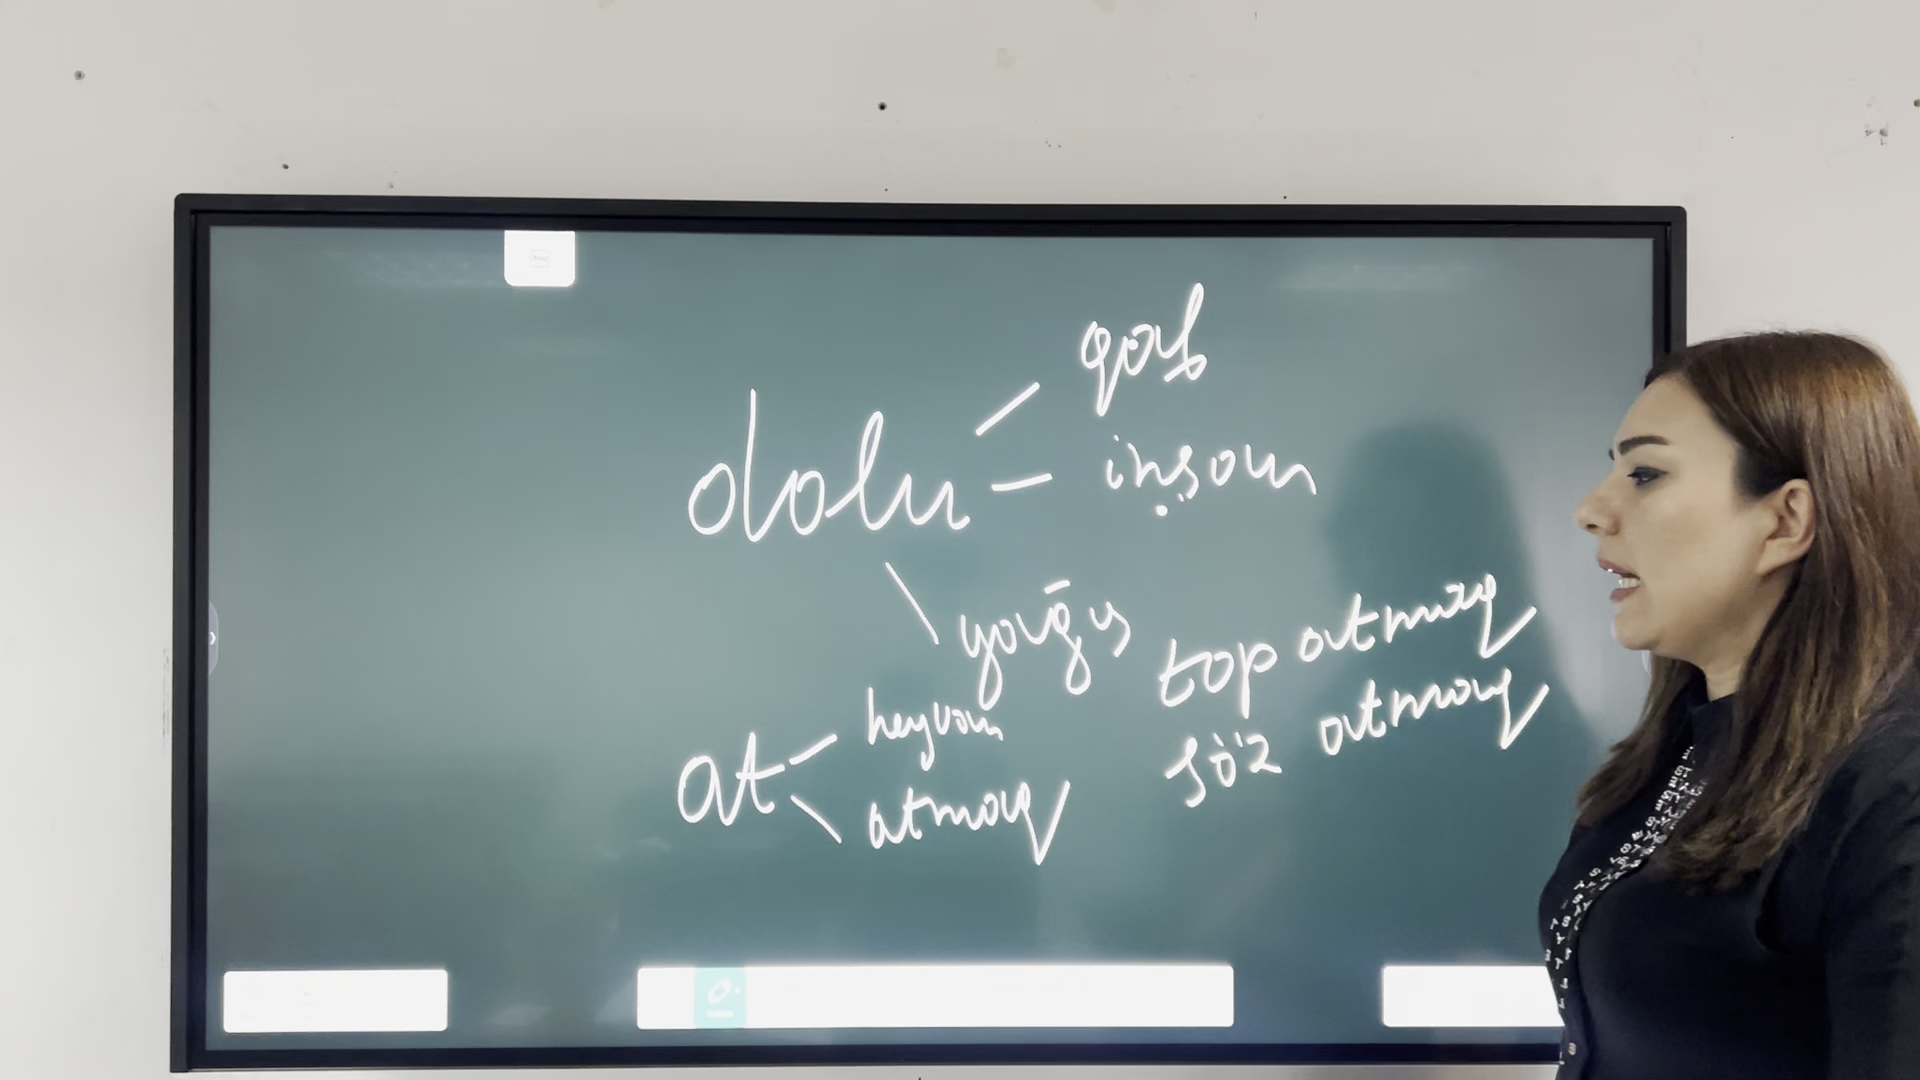 qab
dolu insan
yağış
top atmaq
heyvan
at
söz atmaq
atmaq